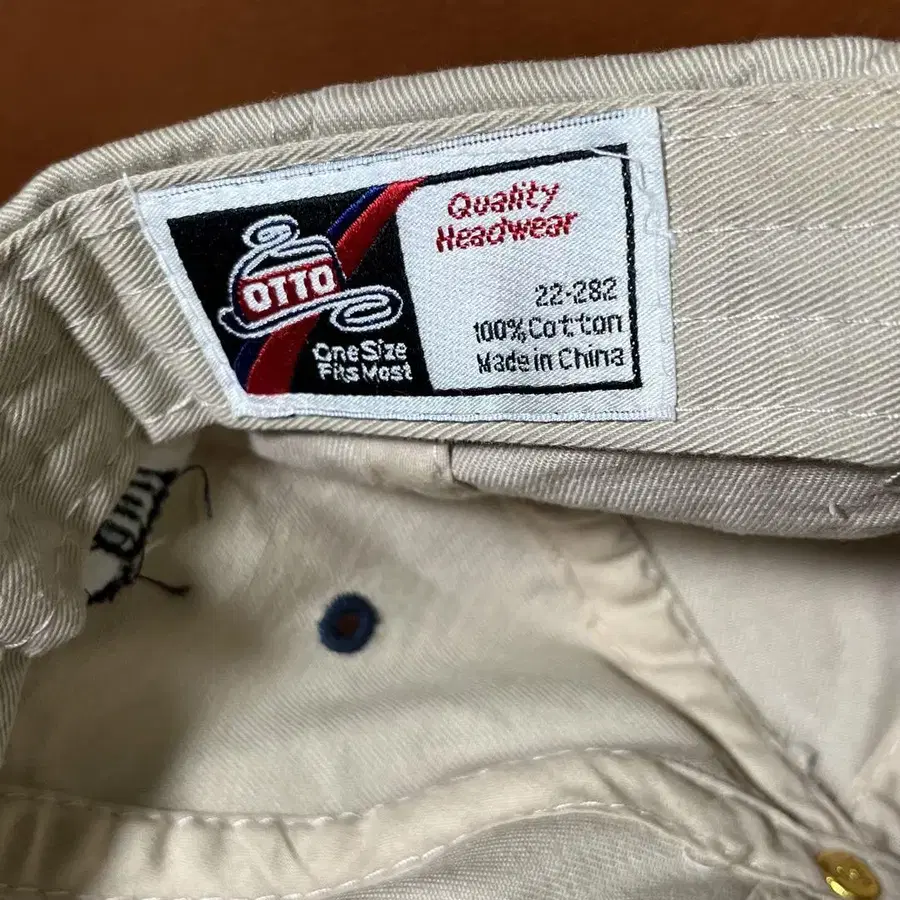 OTTO
One Size
Fits Most
Quality
Headwear
22-282
100% Cotton
Made in China